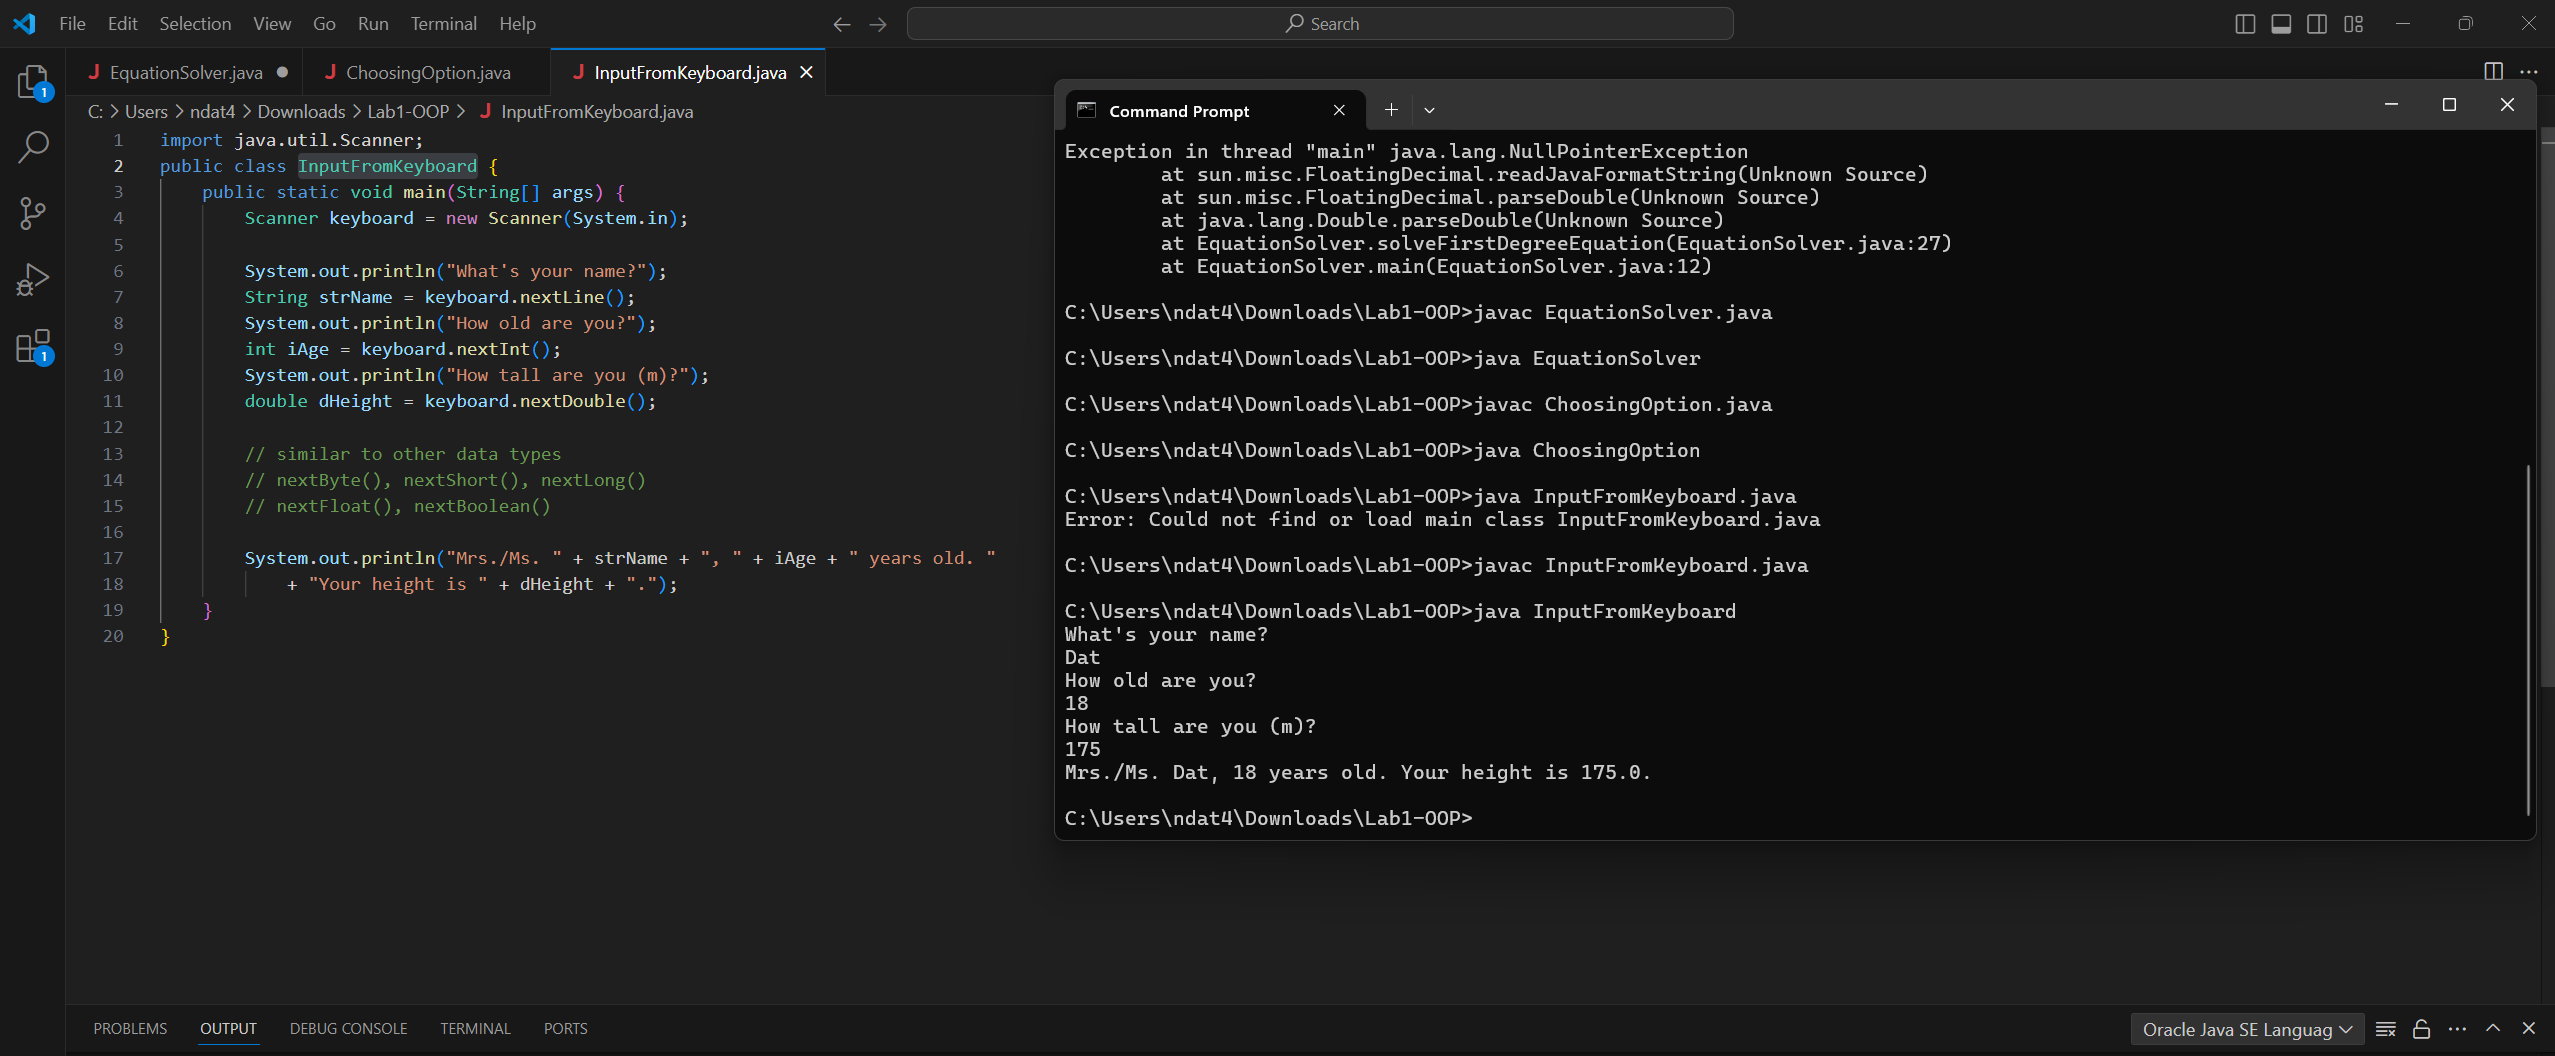 File Edit Selection View Go Run Terminal Help
Search
EquationSolver.java
ChoosingOption.java
InputFromKeyboard.java
C: > Users > ndat4 > Downloads > Lab1-OOP > InputFromKeyboard.java
1 import java.util.Scanner;
2 public class InputFromKeyboard {
3 public static void main(String[] args) {
4 Scanner keyboard = new Scanner(System.in);
5
6 System.out.println("What's your name?");
7 String strName = keyboard.nextLine();
8 System.out.println("How old are you?");
9 int iAge = keyboard.nextInt();
10 System.out.println("How tall are you (m)?");
11 double dHeight = keyboard.nextDouble();
12
13 // similar to other data types
14 // nextByte(), nextShort(), nextLong()
15 // nextFloat(), nextBoolean()
16
17 System.out.println("Mrs./Ms. " + strName + ", " + iAge + " years old. "
18 + "Your height is " + dHeight + ".");
19 }
20 }
1
1
Command Prompt
Exception in thread "main" java.lang.NullPointerException
at sun.misc.FloatingDecimal.readJavaFormatString(Unknown Source)
at sun.misc.FloatingDecimal.parseDouble(Unknown Source)
at java.lang.Double.parseDouble(Unknown Source)
at EquationSolver.solveFirstDegreeEquation(EquationSolver.java:27)
at EquationSolver.main(EquationSolver.java:12)
C:\Users\ndat4\Downloads\Lab1-OOP>javac EquationSolver.java
C:\Users\ndat4\Downloads\Lab1-OOP>java EquationSolver
C:\Users\ndat4\Downloads\Lab1-OOP>javac ChoosingOption.java
C:\Users\ndat4\Downloads\Lab1-OOP>java ChoosingOption
C:\Users\ndat4\Downloads\Lab1-OOP>java InputFromKeyboard.java
Error: Could not find or load main class InputFromKeyboard.java
C:\Users\ndat4\Downloads\Lab1-OOP>javac InputFromKeyboard.java
C:\Users\ndat4\Downloads\Lab1-OOP>java InputFromKeyboard
What's your name?
Dat
How old are you?
18
How tall are you (m)?
175
Mrs./Ms. Dat, 18 years old. Your height is 175.0.
C:\Users\ndat4\Downloads\Lab1-OOP>
PROBLEMS OUTPUT DEBUG CONSOLE TERMINAL PORTS
Oracle Java SE Languag